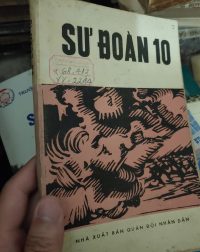 SƯ ĐOÀN 10
NHÀ XUẤT BẢN QUÂN ĐỘI NHÂN DÂN